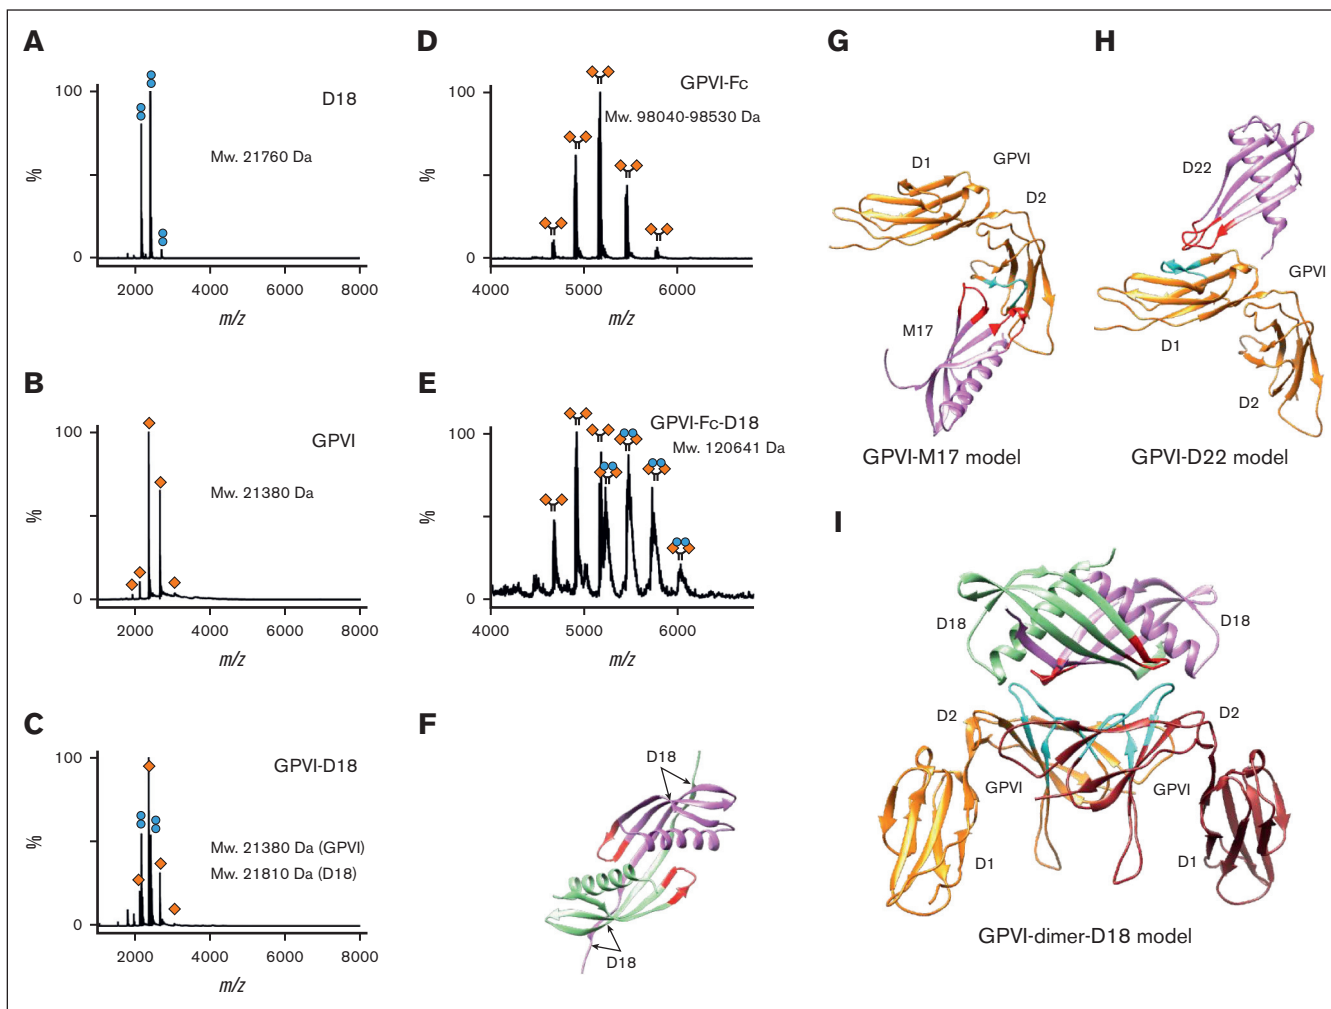 A
D18
Mw. 21760 Da
100
%
0
2000
4000
6000
8000
m/z
B
GPVI
Mw. 21380 Da
100
%
0
2000
4000
6000
8000
m/z
C
GPVI-D18
Mw. 21380 Da (GPVI)
Mw. 21810 Da (D18)
100
%
0
2000
4000
6000
8000
m/z
D
GPVI-Fc
Mw. 98040-98530 Da
100
%
0
4000
5000
6000
m/z
E
GPVI-Fc-D18
Mw. 120641 Da
100
%
0
4000
5000
6000
m/z
F
D18
D18
G
D1
GPVI
D2
M17
GPVI-M17 model
H
D22
GPVI
D1
D2
GPVI-D22 model
I
D18
D18
D2
D2
GPVI
GPVI
D1
D1
GPVI-dimer-D18 model